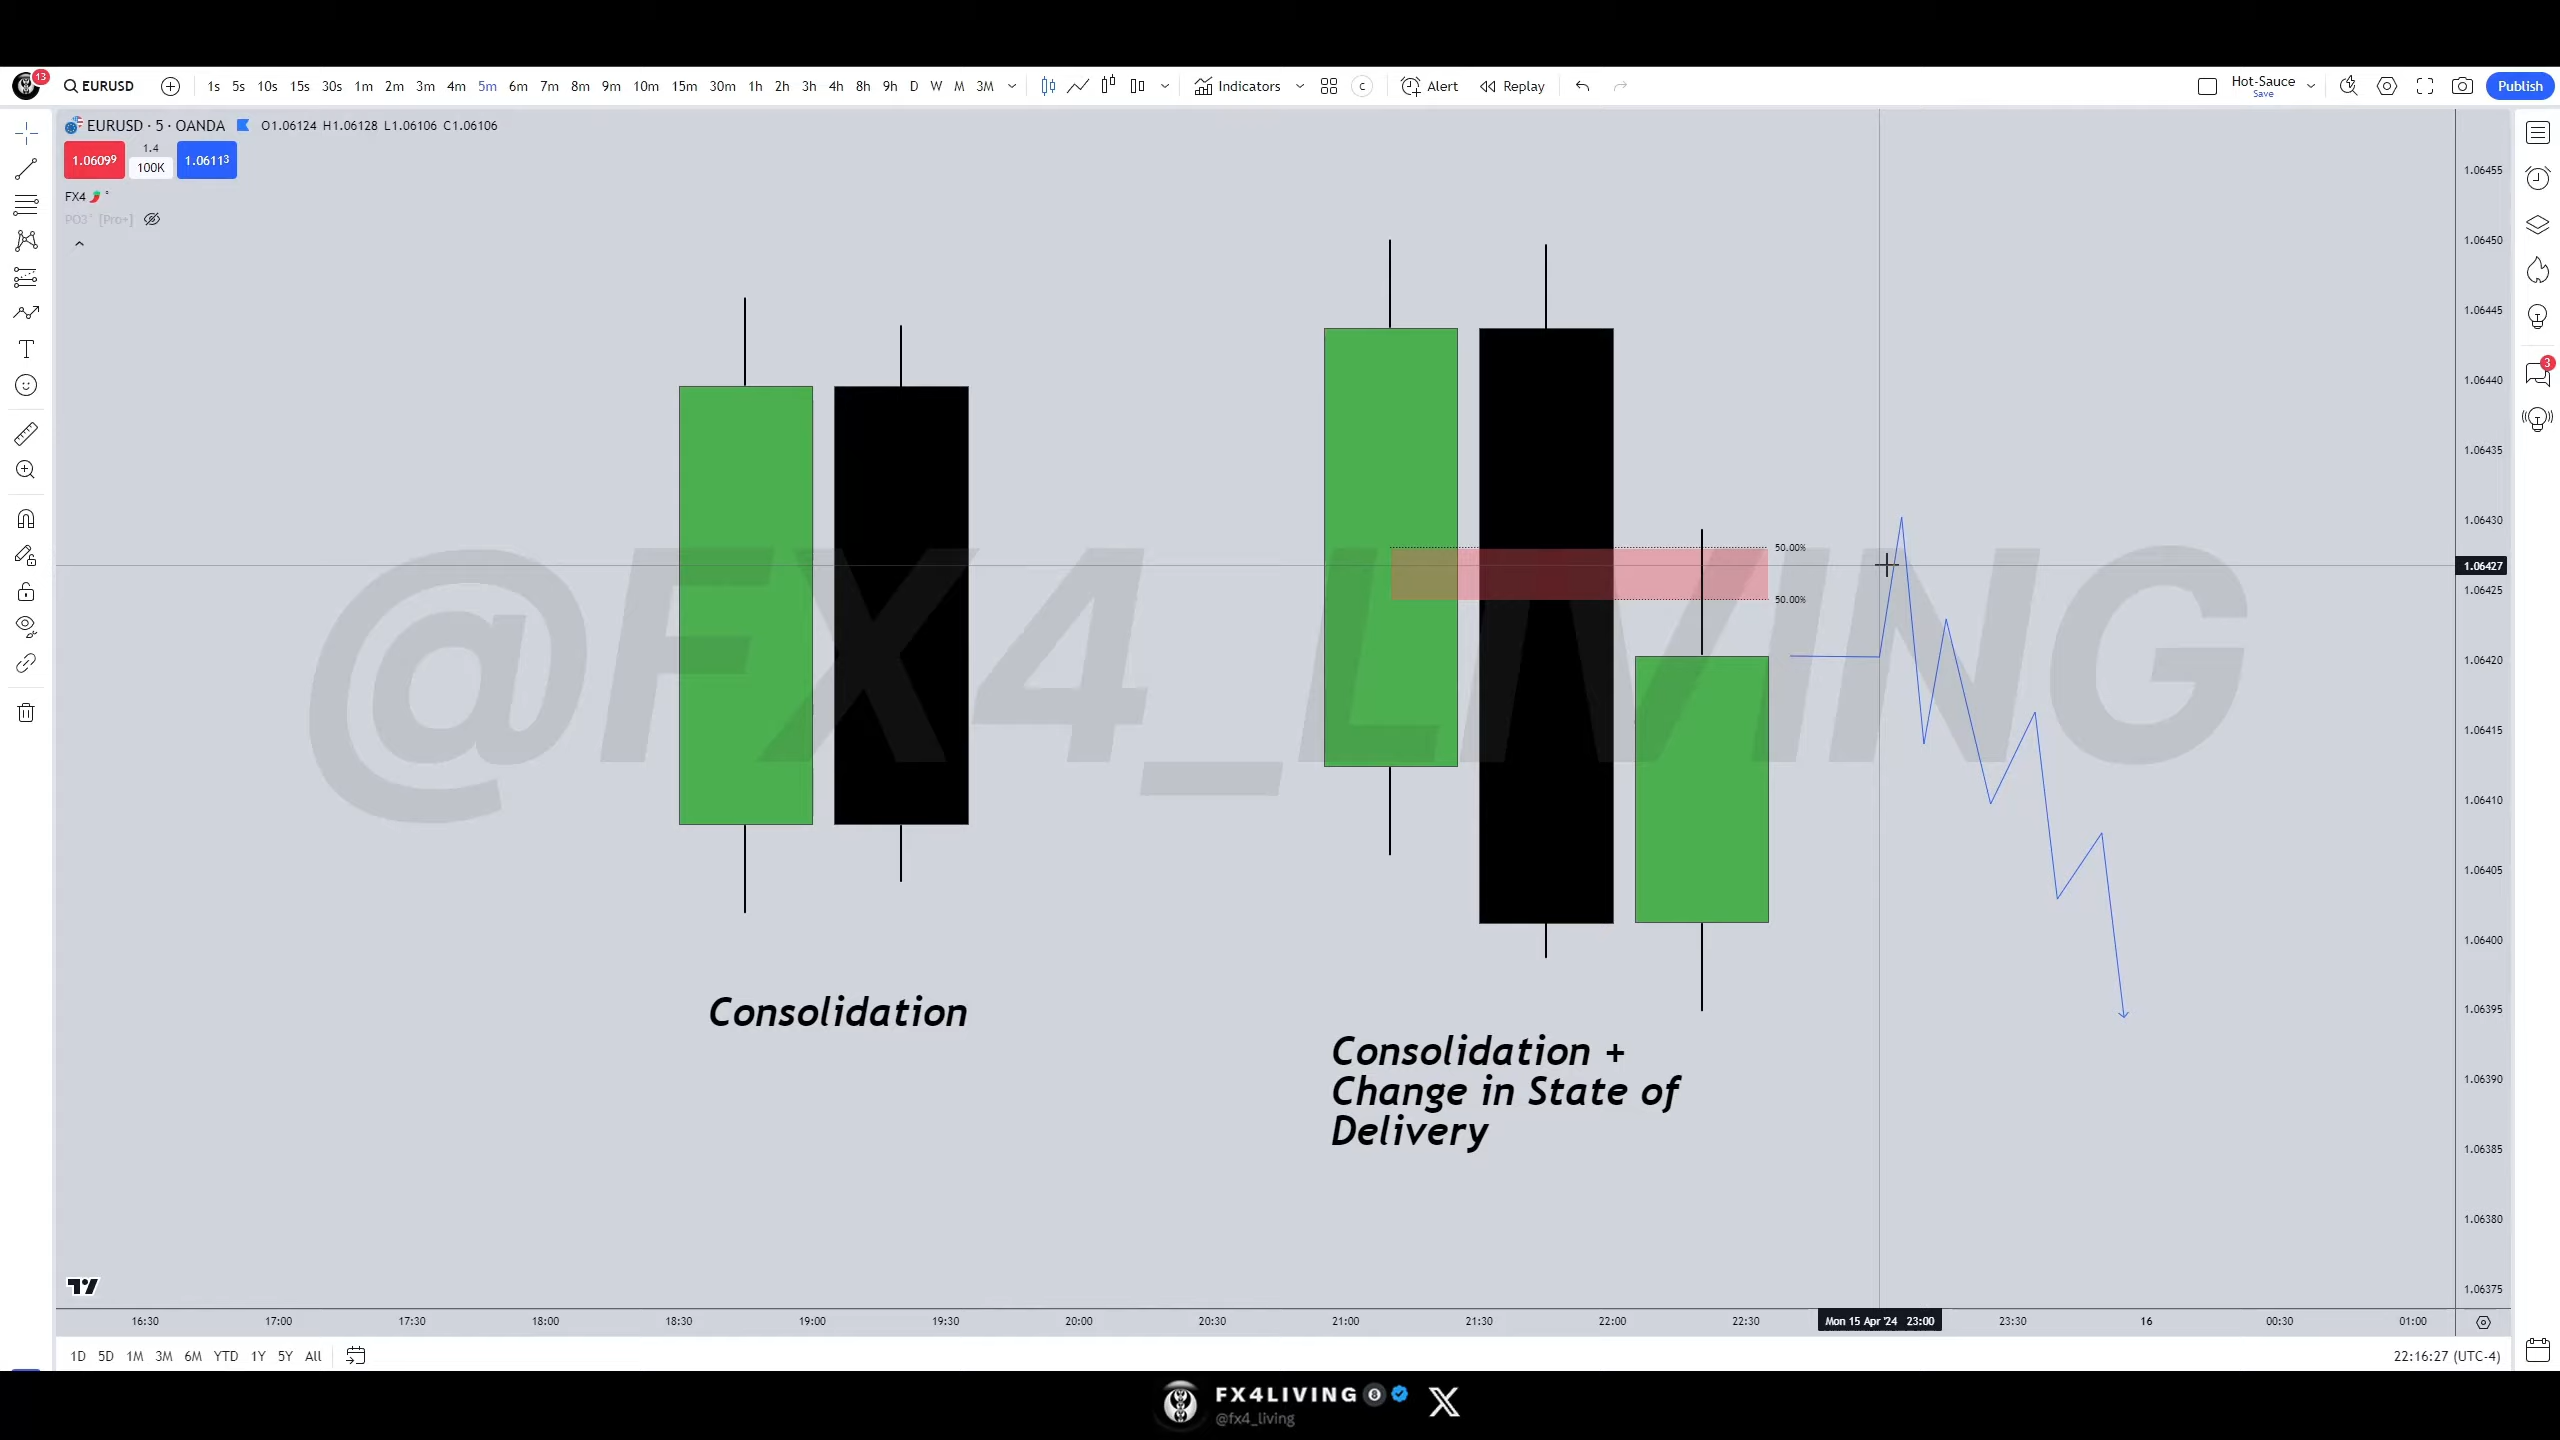 13
EURUSD 1s 5s 10s 15s 30s 1m 2m 3m 4m 5m 6m 7m 8m 9m 10m 15m 30m 1h 2h 3h 4h 8h 9h D W M 3M Indicators c Alert Replay Hot-Sauce Publish
Save
EURUSD · 5 · OANDA O1.06124 H1.06128 L1.06106 C1.06106
1.06099 1.4 100K 1.06113
FX4
PO3 [Pro+]
3
1.06455
1.06450
1.06445
1.06440
1.06435
1.06430
1.06427
1.06425
1.06420
1.06415
1.06410
1.06405
1.06400
1.06395
1.06390
1.06385
1.06380
1.06375
50.00%
50.00%
@FX4_LIVING
Consolidation
Consolidation +
Change in State of
Delivery
16:30 17:00 17:30 18:00 18:30 19:00 19:30 20:00 20:30 21:00 21:30 22:00 22:30 Mon 15 Apr '24 23:00 23:30 16 00:30 01:00
1D 5D 1M 3M 6M YTD 1Y 5Y All 22:16:27 (UTC-4)
FX4LIVING
@fx4_living